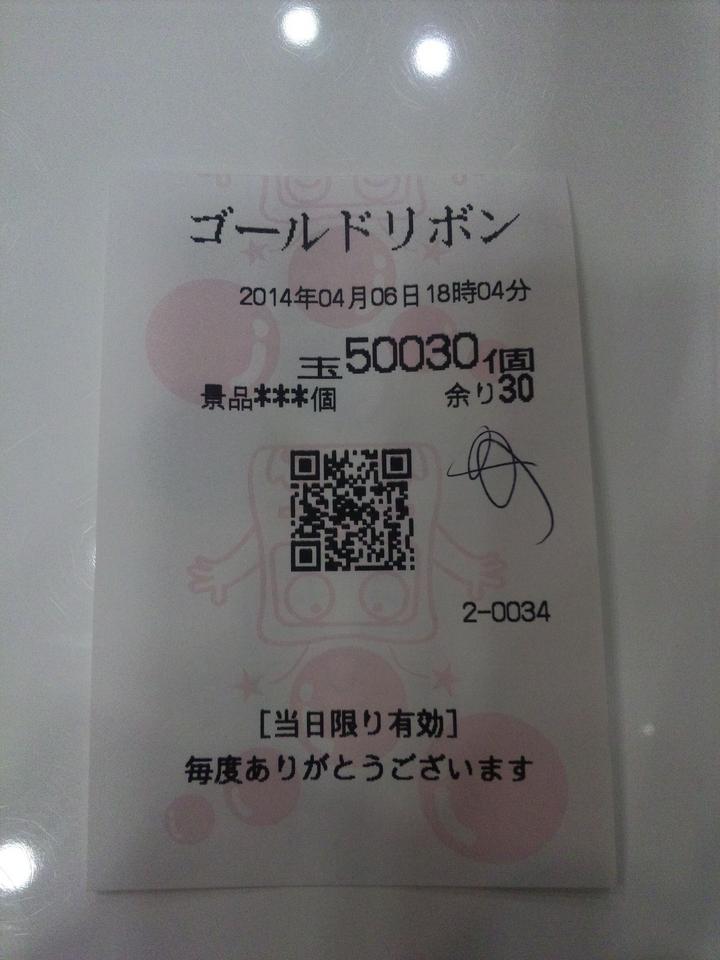 ゴールドリボン
2014年04月06日18時04分
玉50030個
景品***個 余り30
2-0034
[当日限り有効]
毎度ありがとうございます